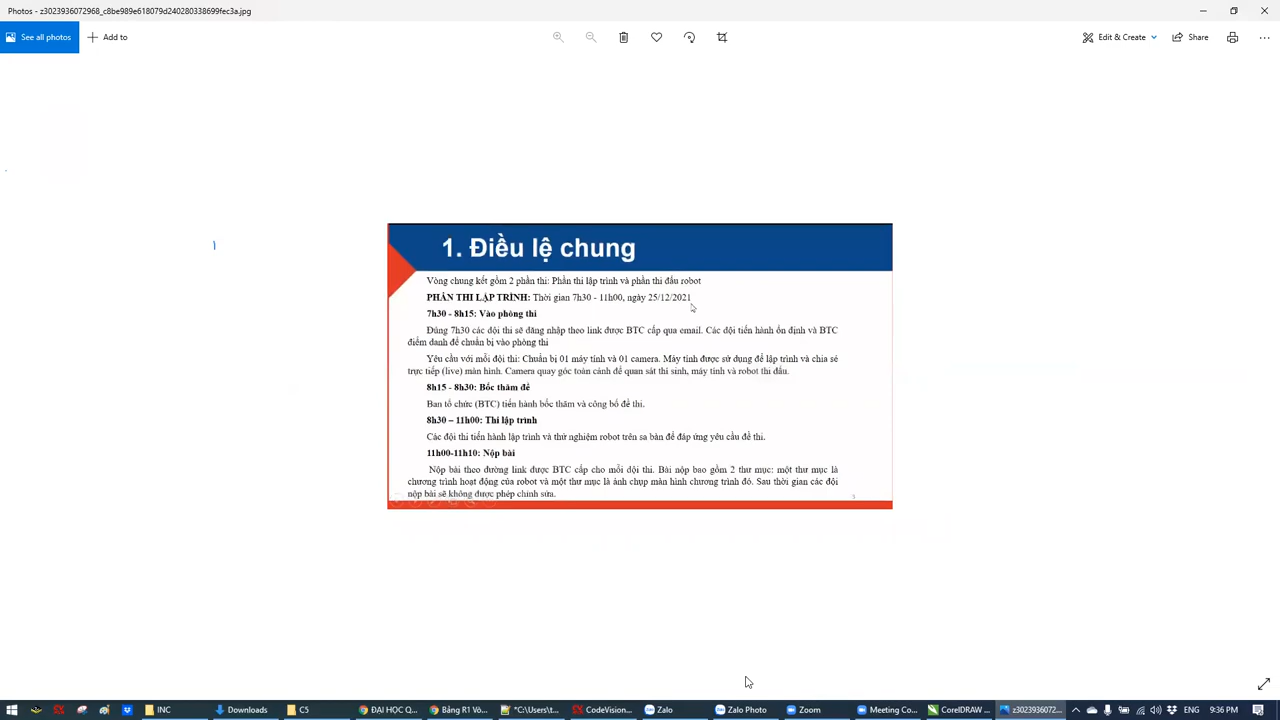 Photos - z3023936072968_c8be989e618079d240280338699fec3a.jpg
See all photos
Add to
Edit & Create
Share
1. Điều lệ chung
Vòng chung kết gồm 2 phần thi: Phần thi lập trình và phần thi đấu robot
PHẦN THI LẬP TRÌNH: Thời gian 7h30 - 11h00, ngày 25/12/2021
7h30 - 8h15: Vào phòng thi
Đúng 7h30 các đội thi sẽ đăng nhập theo link được BTC cấp qua email. Các đội tiến hành ổn định và BTC
điểm danh để chuẩn bị vào phòng thi
Yêu cầu với mỗi đội thi: Chuẩn bị 01 máy tính và 01 camera. Máy tính được sử dụng để lập trình và chia sẻ
trực tiếp (live) màn hình. Camera quay góc toàn cảnh để quan sát thí sinh, máy tính và robot thi đấu.
8h15 - 8h30: Bốc thăm đề
Ban tổ chức (BTC) tiến hành bốc thăm và công bố đề thi.
8h30 – 11h00: Thi lập trình
Các đội thi tiến hành lập trình và thử nghiệm robot trên sa bàn để đáp ứng yêu cầu đề thi.
11h00-11h10: Nộp bài
Nộp bài theo đường link được BTC cấp cho mỗi đội thi. Bài nộp bao gồm 2 thư mục: một thư mục là
chương trình hoạt động của robot và một thư mục là ảnh chụp màn hình chương trình đó. Sau thời gian các đội
nộp bài sẽ không được phép chỉnh sửa.
3
INC
Downloads
C5
ĐẠI HỌC Q...
Bảng R1 Vò...
*C:\Users\t...
CodeVision...
Zalo
Zalo Photo
Zoom
Meeting Co...
CorelDRAW ...
z3023936072...
ENG
9:36 PM